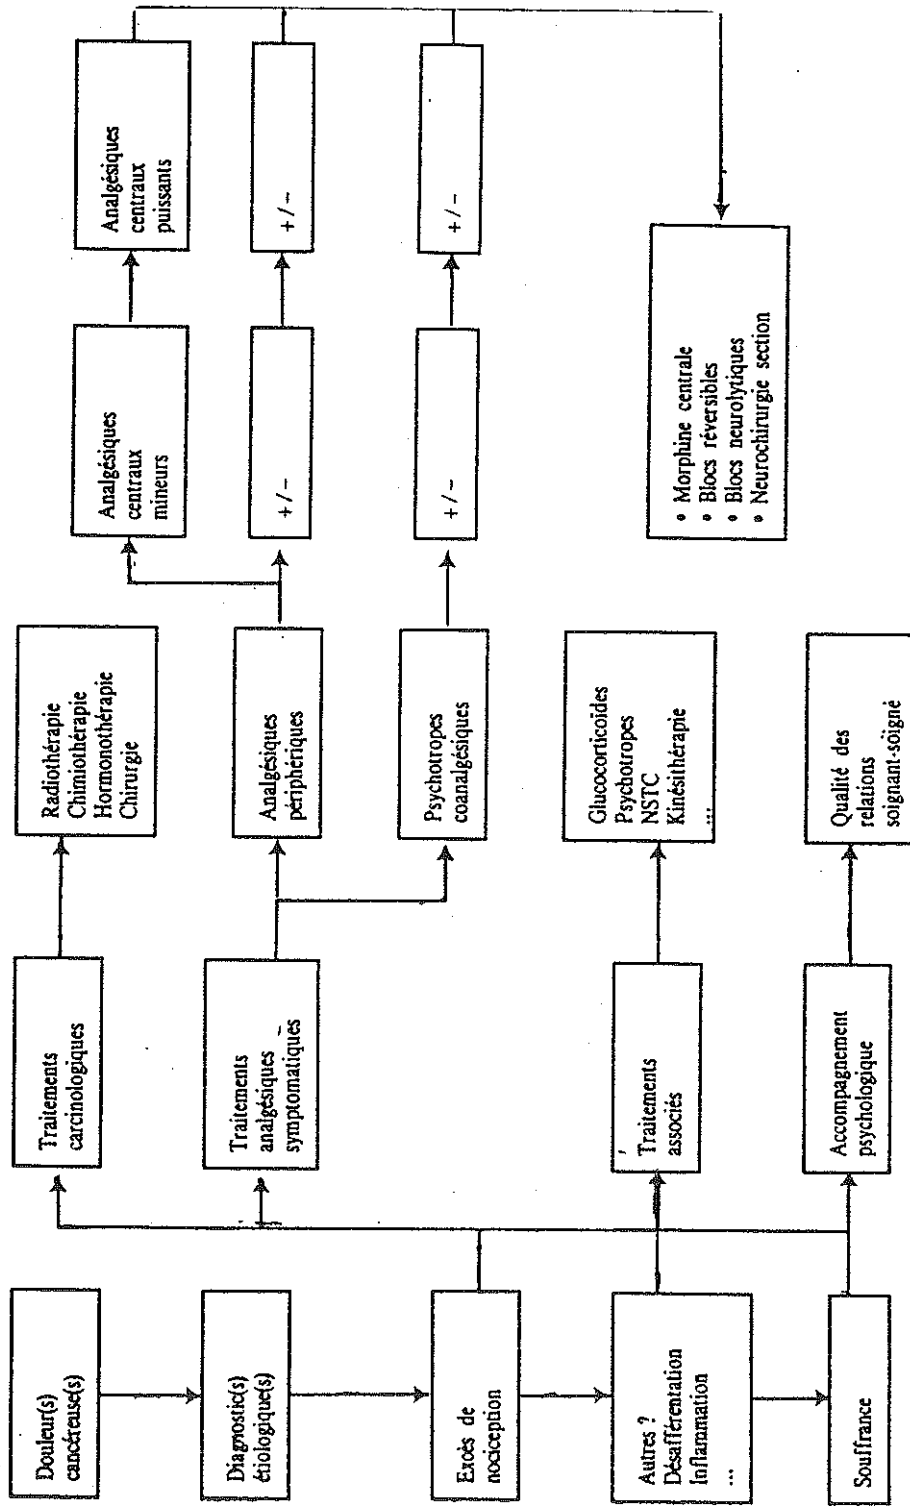 Douleur(s)
cancéreuse(s)
Diagnostic(s)
étiologique(s)
Excès de
nociception
Autres ?
Désafférentation
Inflammation
...
Souffrance
Traitements
carcinologiques
Traitements
analgésiques
symptomatiques
Traitements
associés
Accompagnement
psychologique
Radiothérapie
Chimiothérapie
Hormonothérapie
Chirurgie
Analgésiques
périphériques
Psychotropes
coanalgésiques
Glucocorticoides
Psychotropes
NSTC
Kinésithérapie
...
Qualité des
relations
soignant-soigné
Analgésiques
centraux
mineurs
+/–
+/–
Analgésiques
centraux
puissants
+/–
+/–
• Morphine centrale
• Blocs réversibles
• Blocs neurolytiques
• Neurochirurgie section